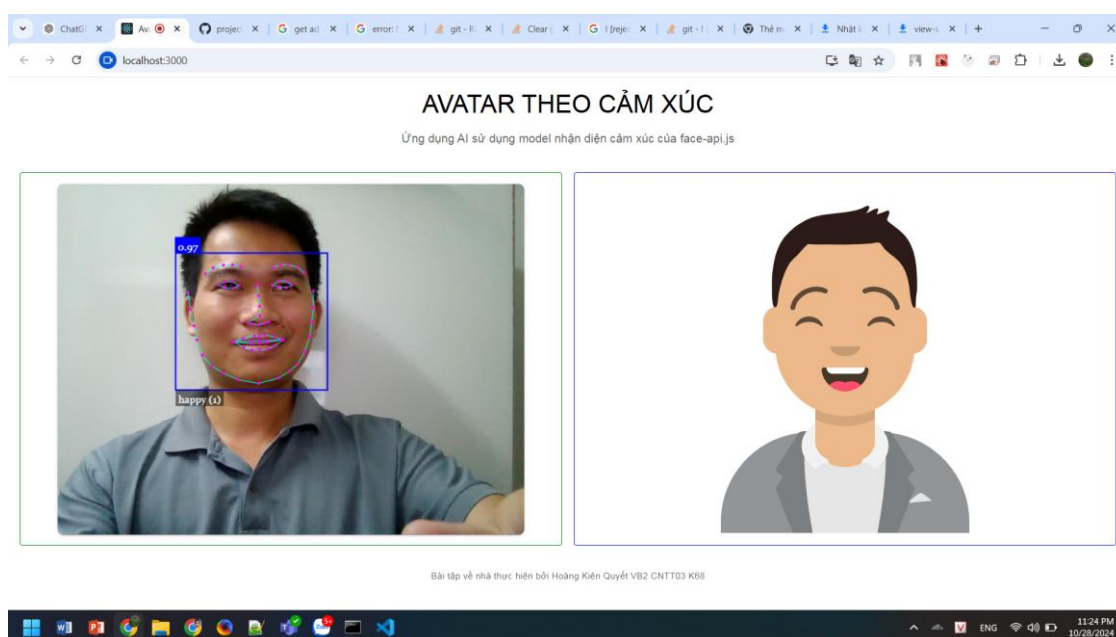 ChatG
Av
projec
get ad
error:
git - R
Clear
git - I
Thẻ m
Nhật k
view-s
localhost:3000
AVATAR THEO CẢM XÚC
Ứng dụng AI sử dụng model nhận diện cảm xúc của face-api.js
0.97
happy (1)
Bài tập về nhà thực hiện bởi Hoàng Kiên Quyết VB2 CNTT03 K68
ENG
11:24 PM
10/28/2024